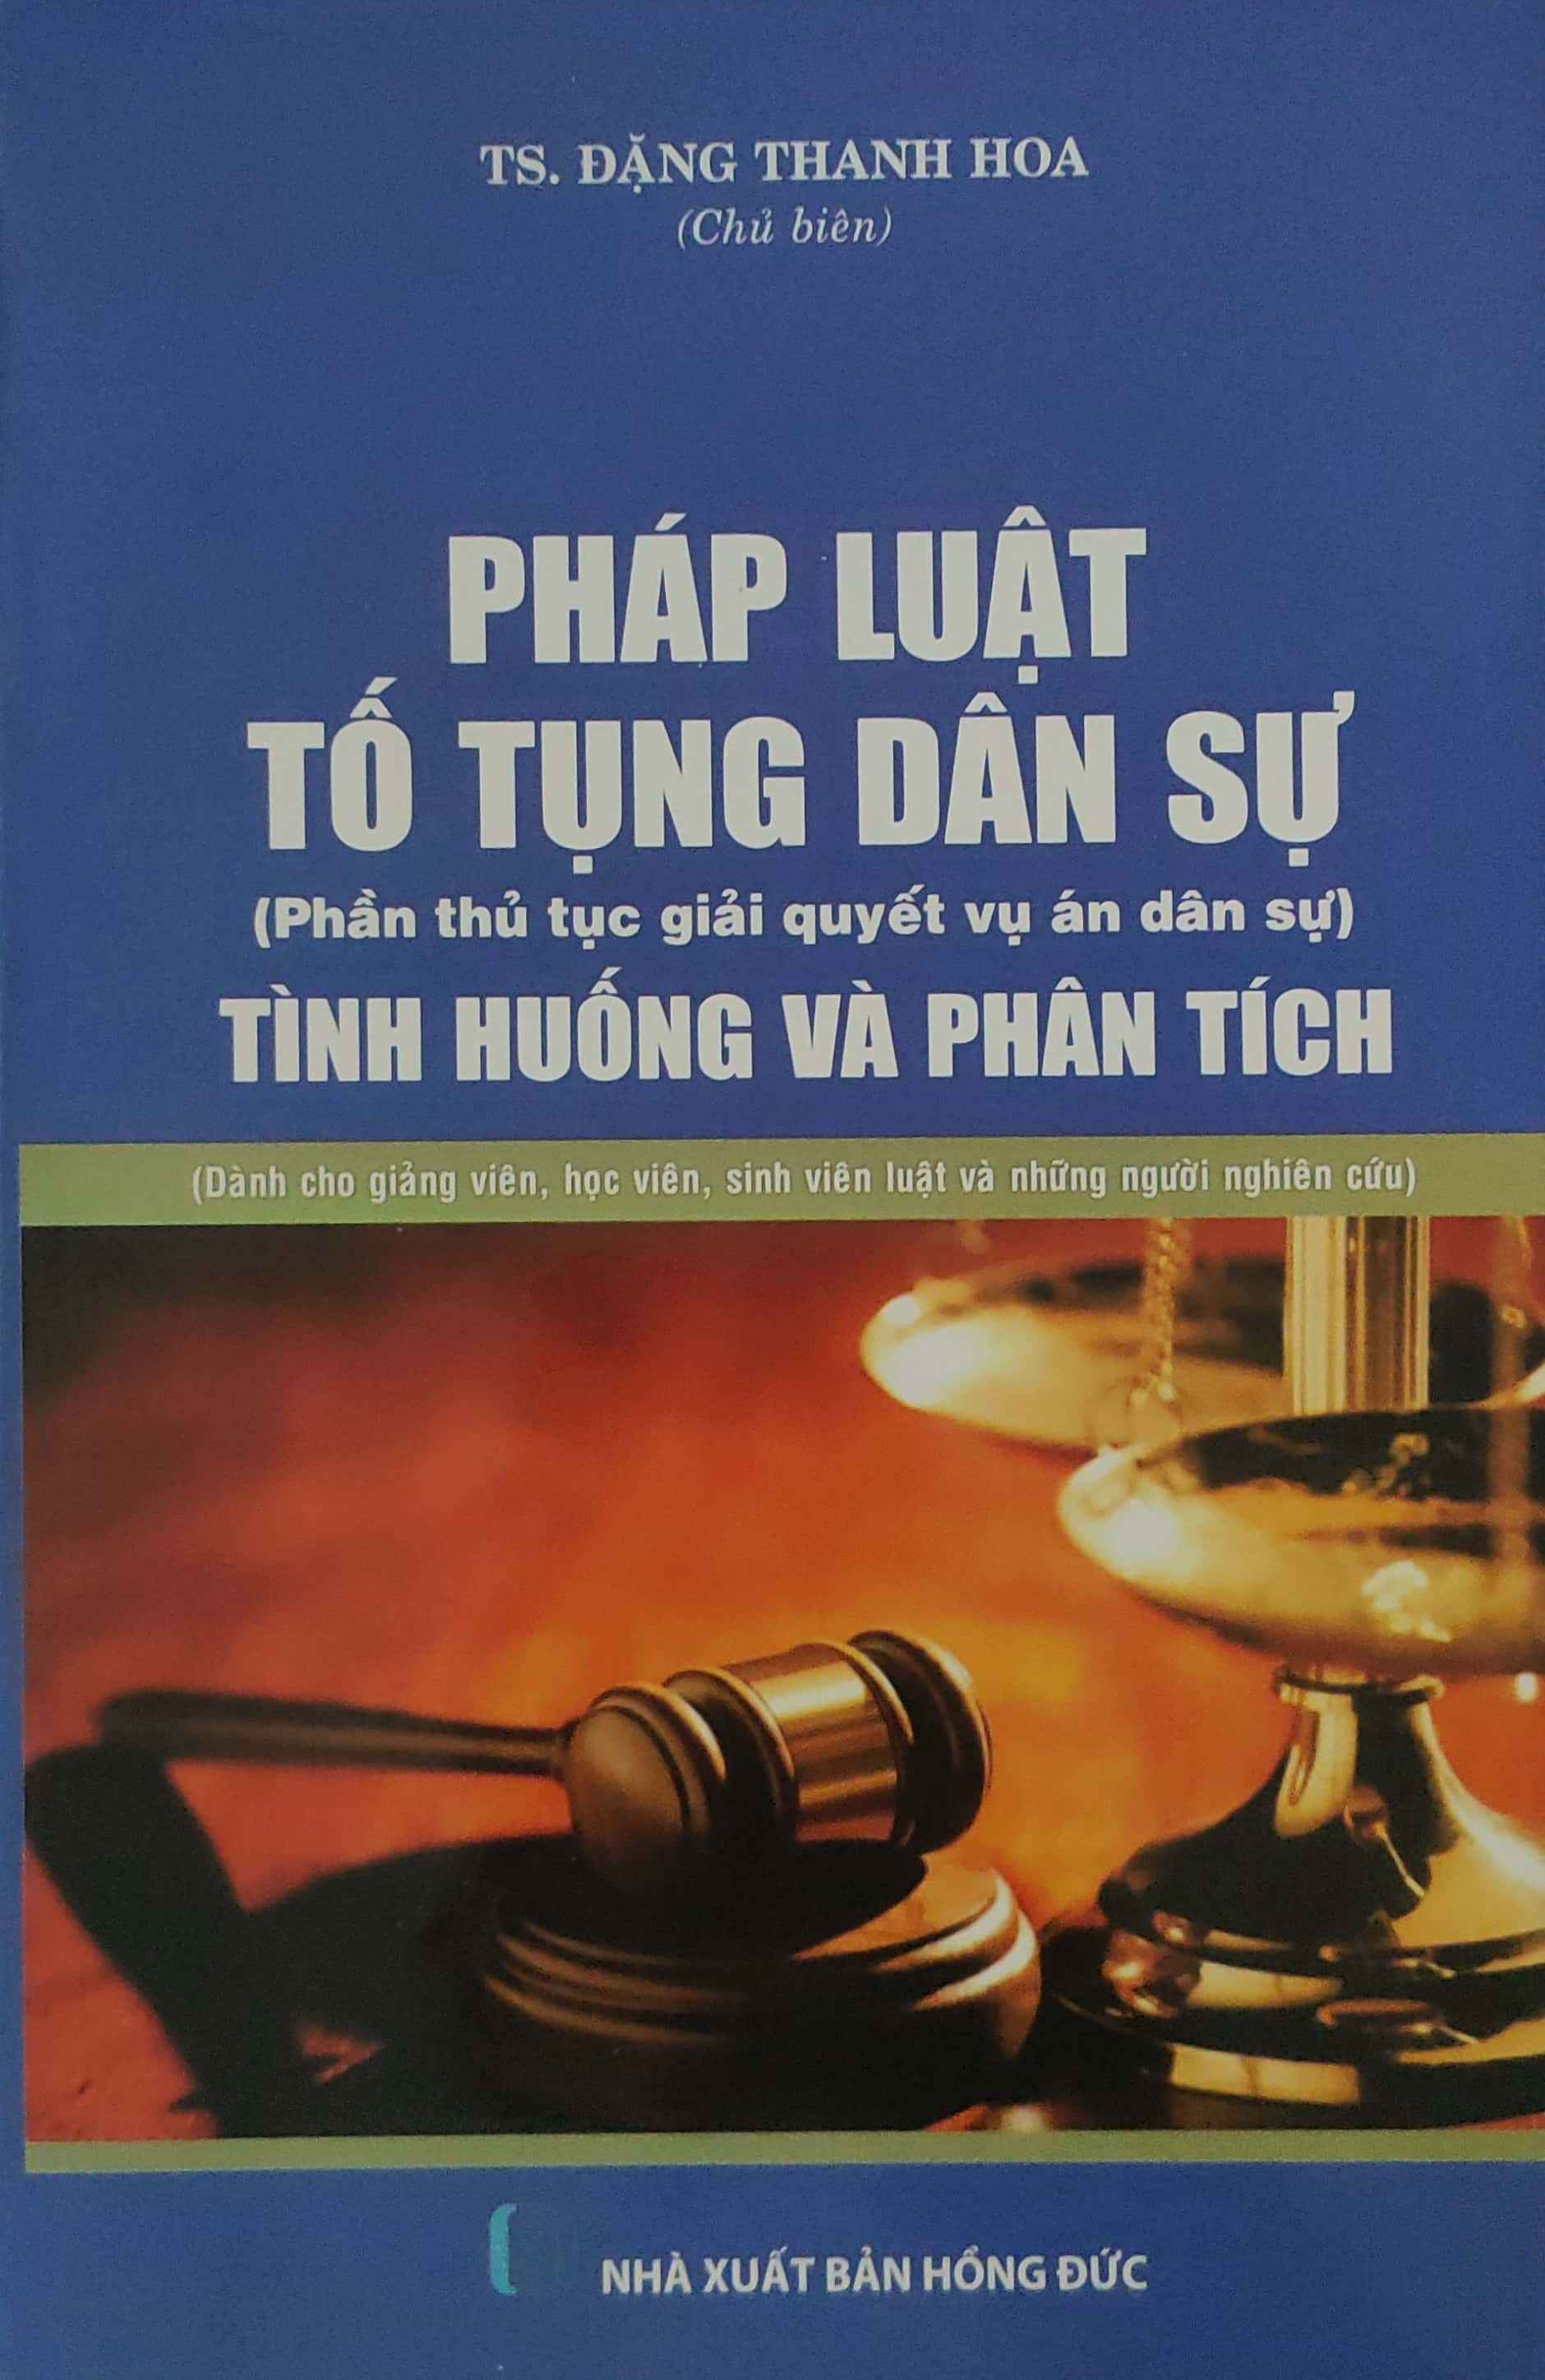 TS. ĐẶNG THANH HOA
(Chủ biên)
PHÁP LUẬT
TỐ TỤNG DÂN SỰ
(Phần thủ tục giải quyết vụ án dân sự)
TÌNH HUỐNG VÀ PHÂN TÍCH
(Dành cho giảng viên, học viên, sinh viên luật và những người nghiên cứu)
NHÀ XUẤT BẢN HỒNG ĐỨC